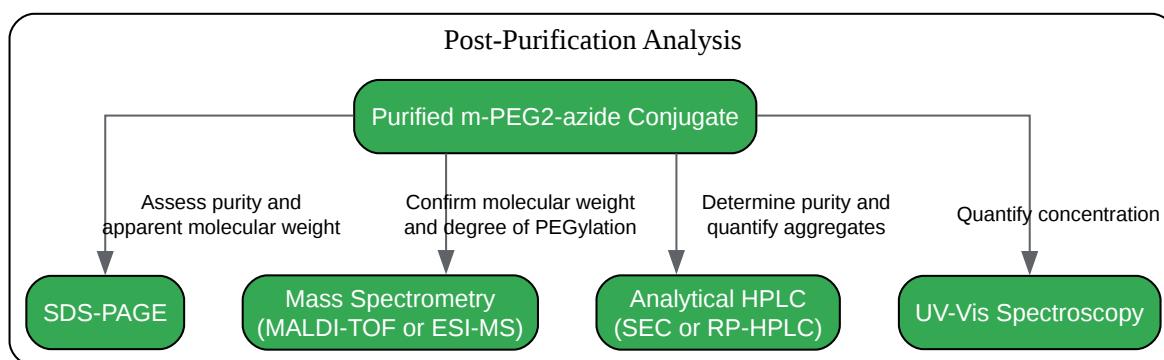 Post-Purification Analysis
Purified m-PEG2-azide Conjugate
Assess purity and
apparent molecular weight
Confirm molecular weight
and degree of PEGylation
Determine purity and
quantify aggregates
Quantify concentration
SDS-PAGE
Mass Spectrometry
(MALDI-TOF or ESI-MS)
Analytical HPLC
(SEC or RP-HPLC)
UV-Vis Spectroscopy